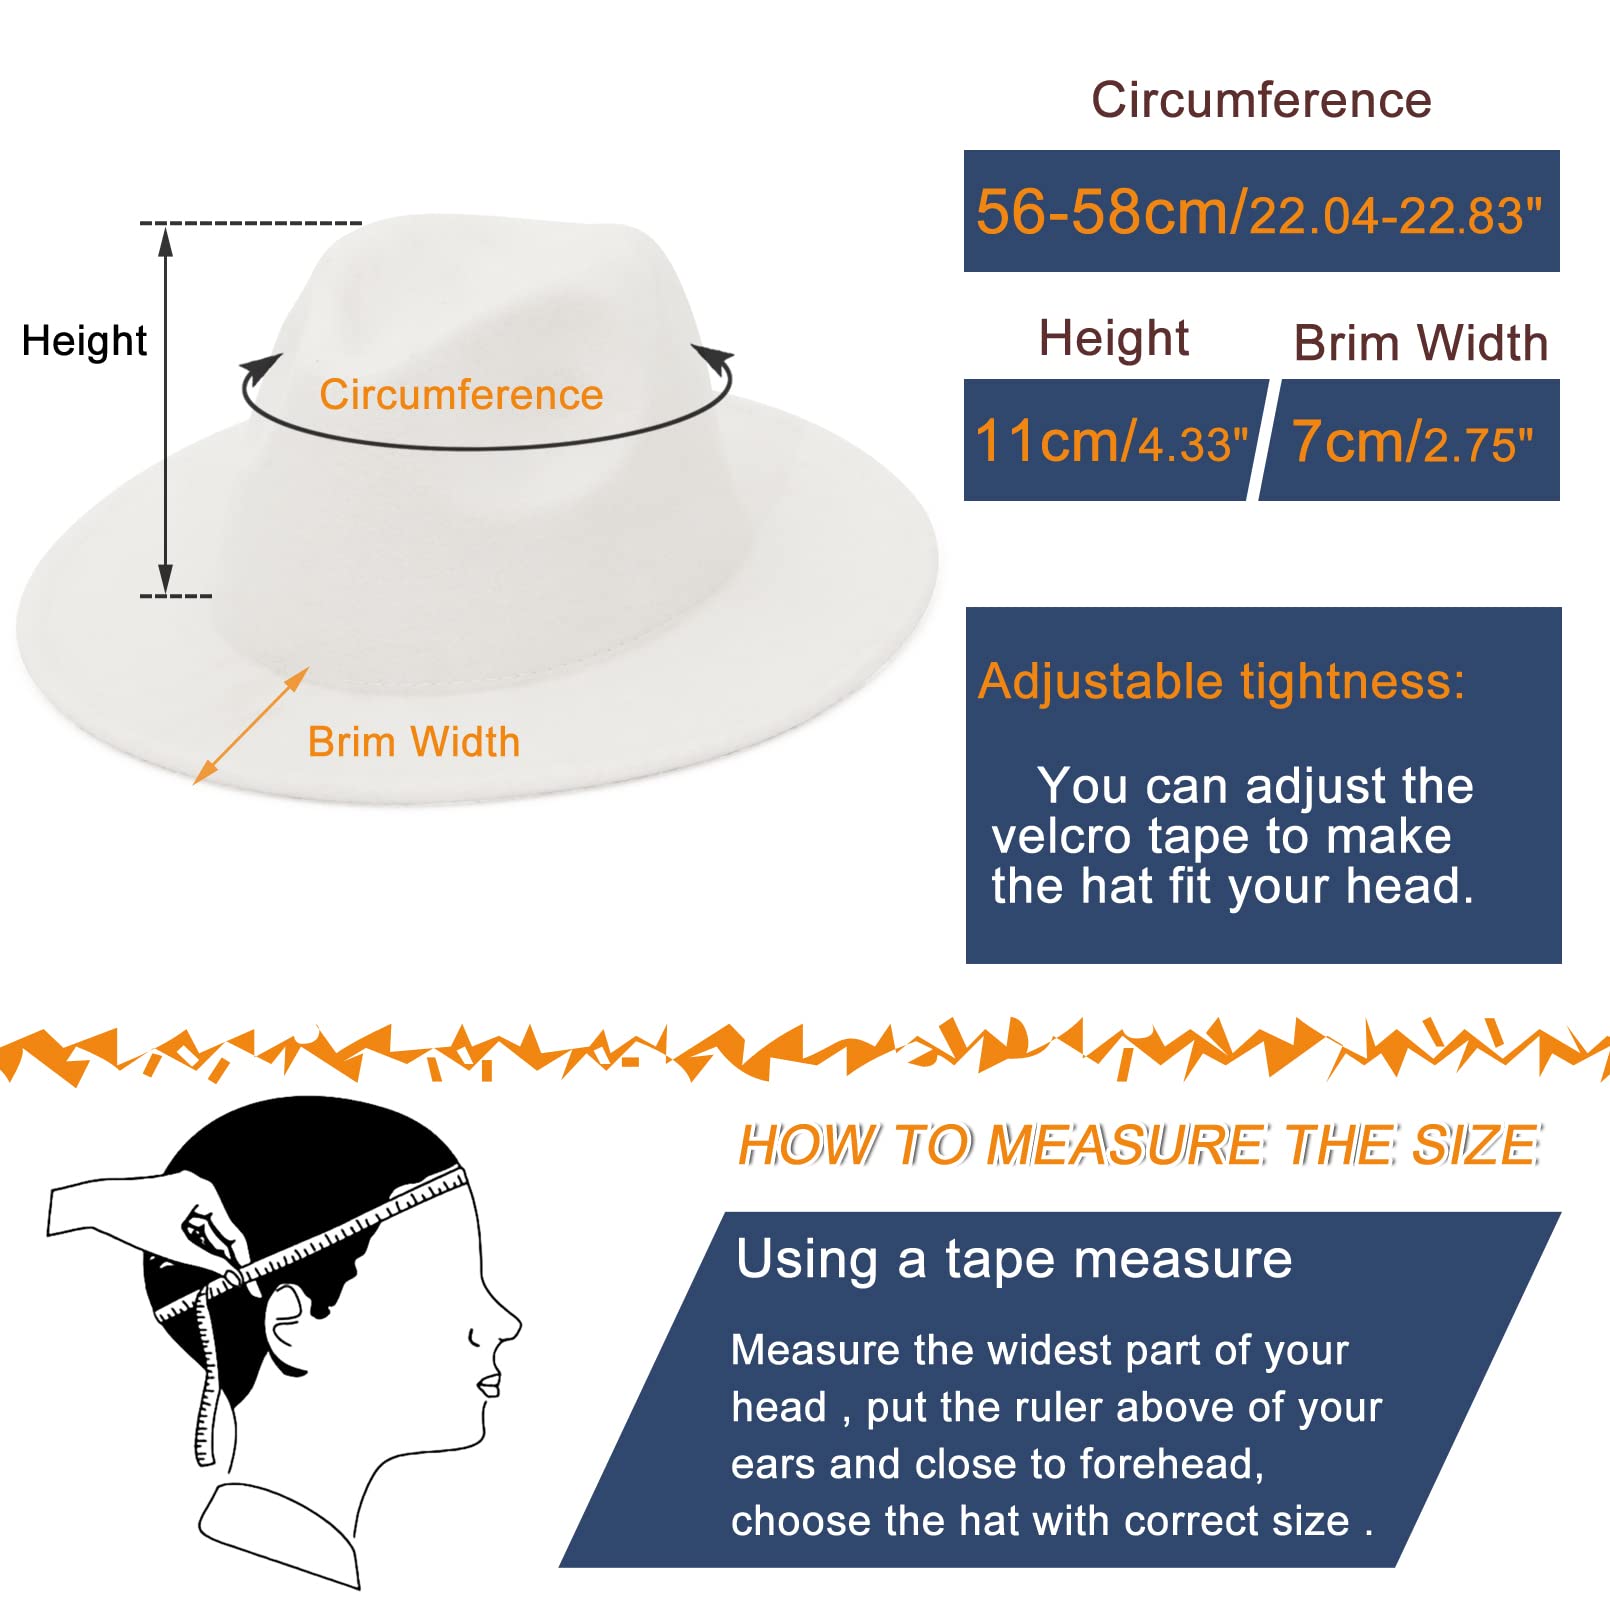 Circumference
56-58cm/22.04-22.83"
Height
Brim Width
11cm/4.33"
7cm/2.75"
Height
Circumference
Brim Width
Adjustable tightness:
You can adjust the
velcro tape to make
the hat fit your head.
HOW TO MEASURE THE SIZE
Using a tape measure
Measure the widest part of your
head , put the ruler above of your
ears and close to forehead,
choose the hat with correct size .